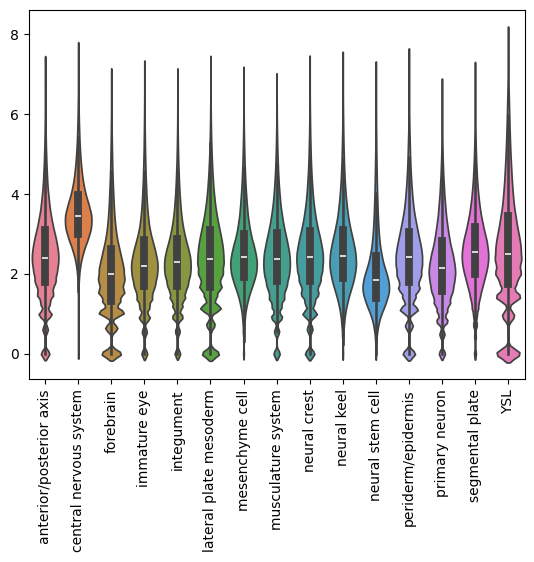 8
6
4
2
0
anterior/posterior axis
central nervous system
forebrain
immature eye
integument
lateral plate mesoderm
mesenchyme cell
musculature system
neural crest
neural keel
neural stem cell
periderm/epidermis
primary neuron
segmental plate
YSL